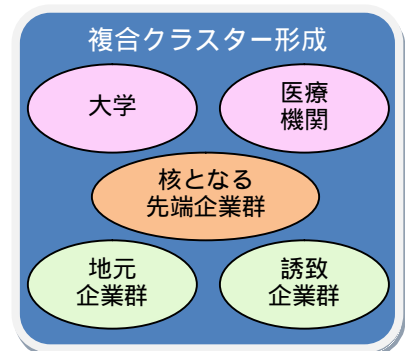 複合クラスター形成
大学
医療
機関
核となる
先端企業群
地元
企業群
誘致
企業群